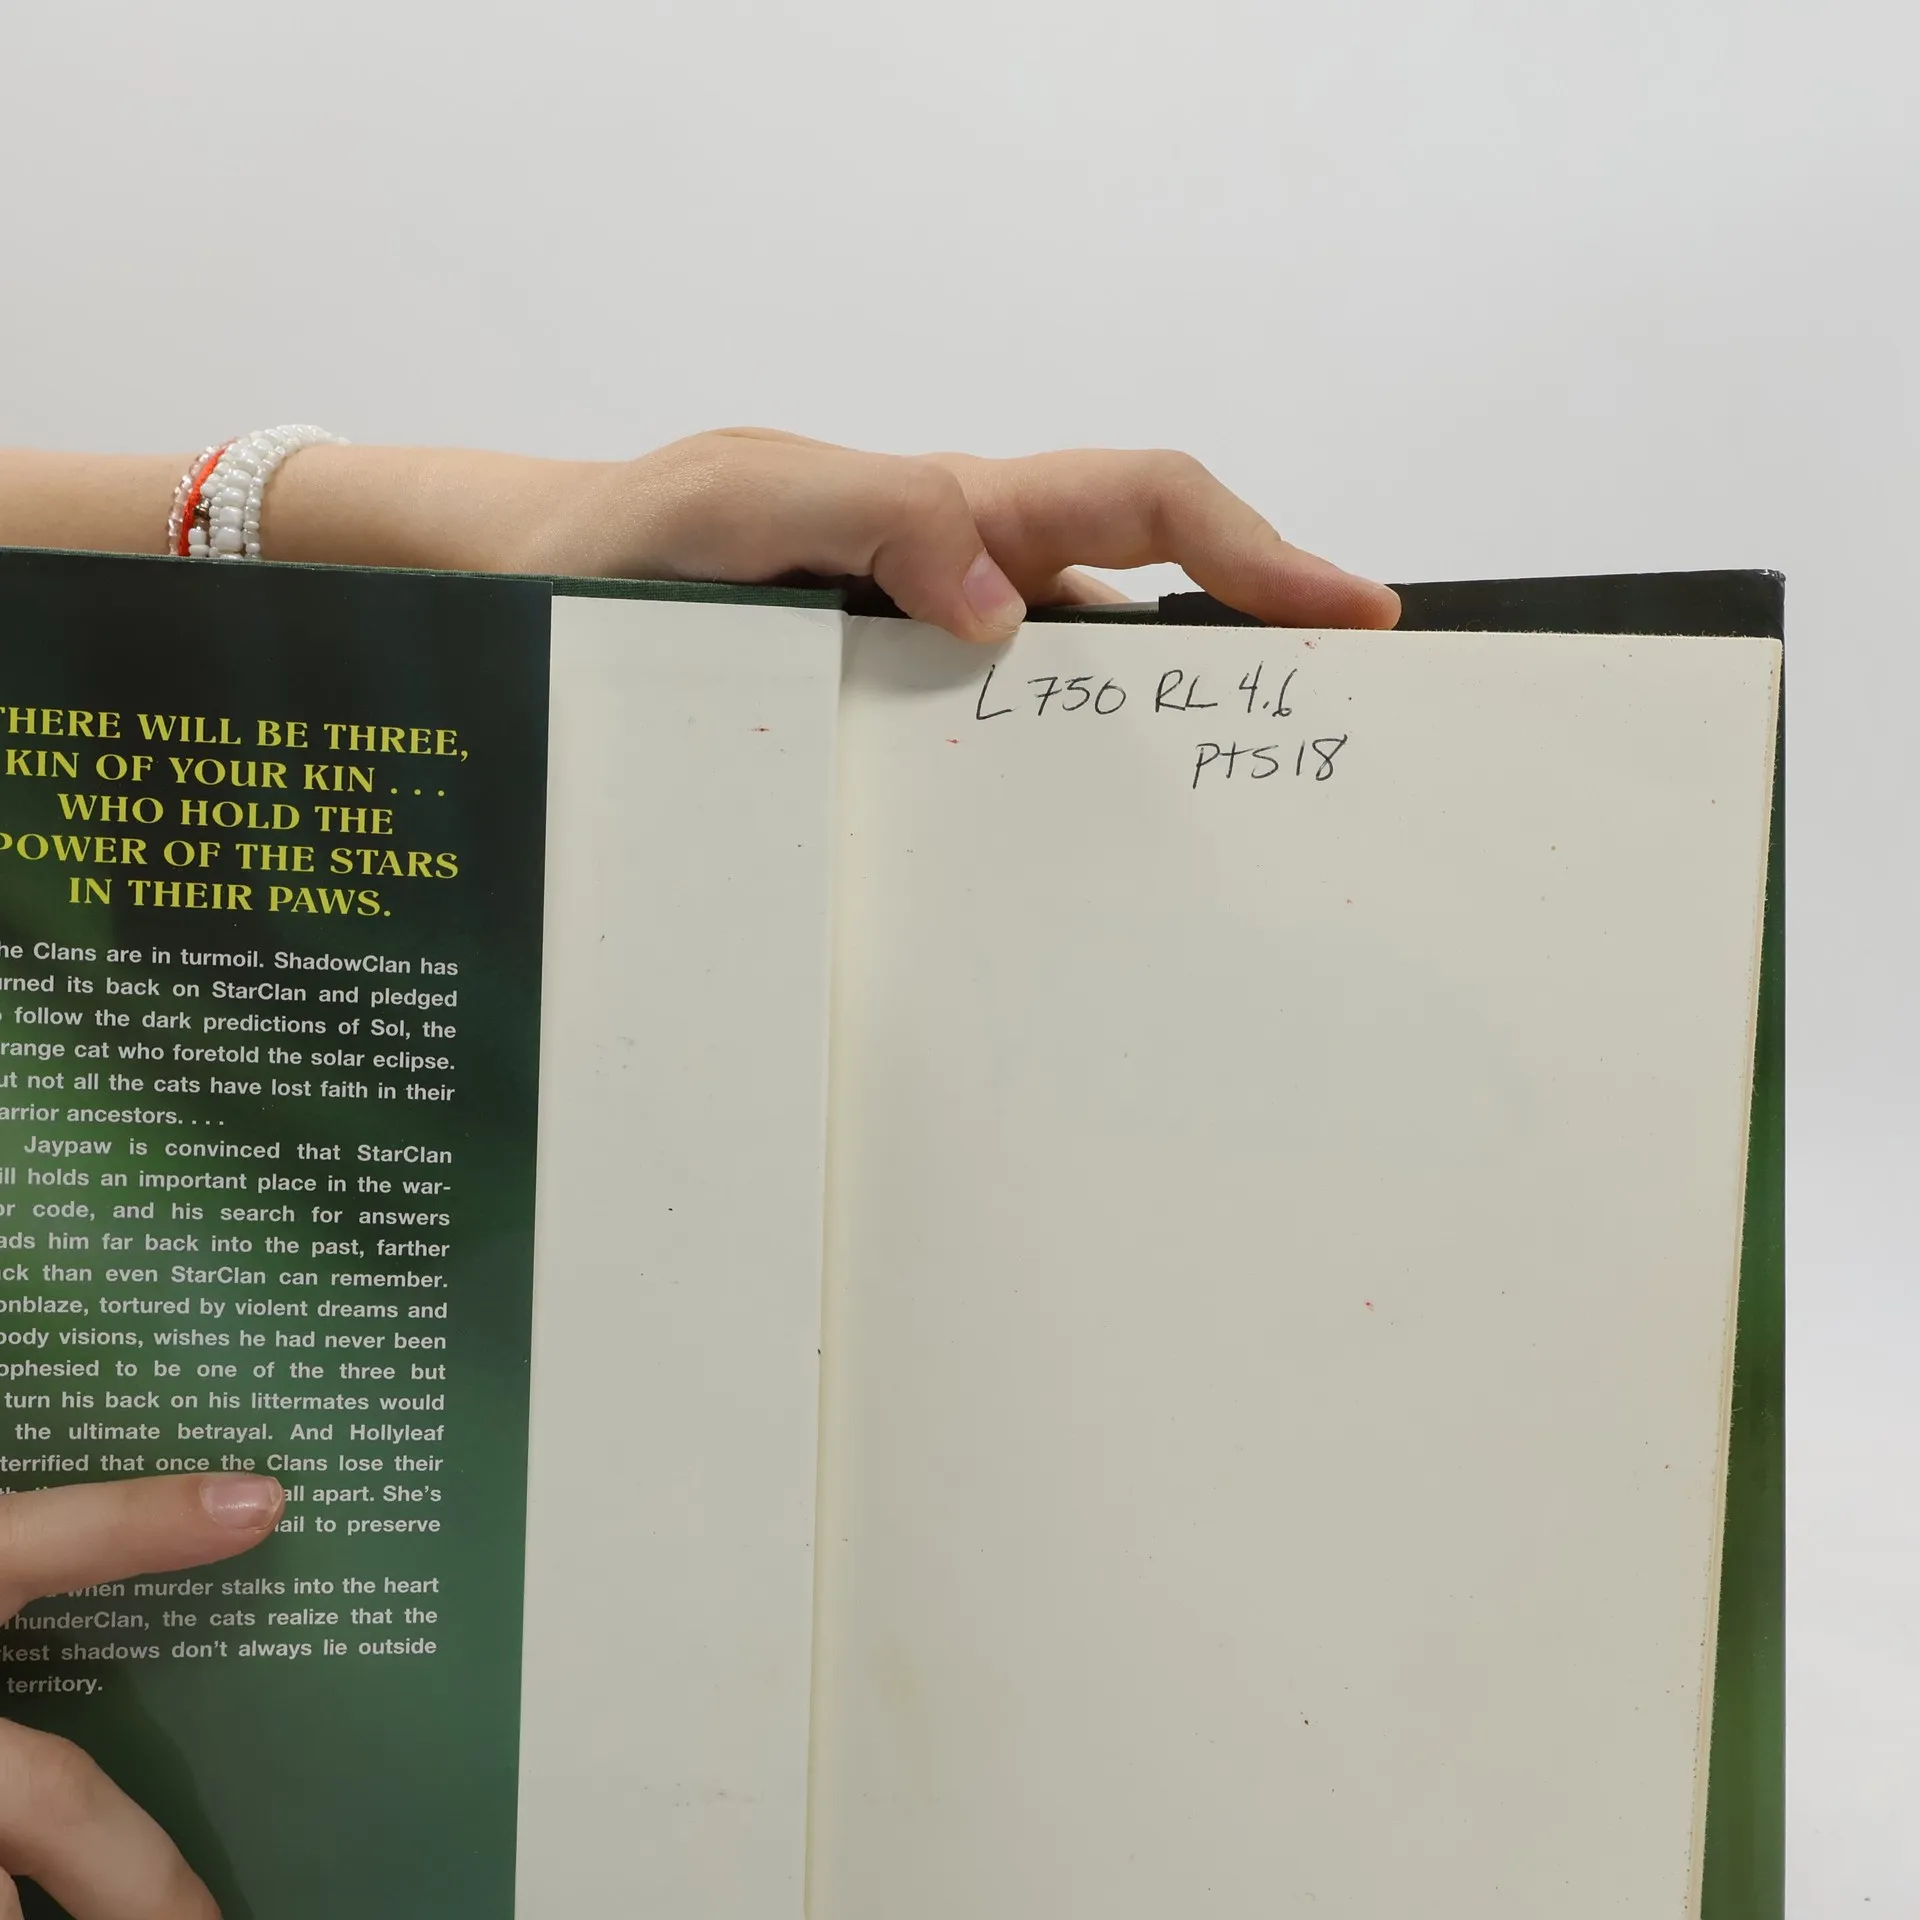 THERE WILL BE THREE,
KIN OF YOUR KIN . . .
WHO HOLD THE
POWER OF THE STARS
IN THEIR PAWS.
he Clans are in turmoil. ShadowClan has
urned its back on StarClan and pledged
follow the dark predictions of Sol, the
range cat who foretold the solar eclipse.
ut not all the cats have lost faith in their
arrior ancestors. . . .
Jaypaw is convinced that StarClan
ill holds an important place in the war-
or code, and his search for answers
ads him far back into the past, farther
ck than even StarClan can remember.
onblaze, tortured by violent dreams and
oody visions, wishes he had never been
ophesied to be one of the three but
turn his back on his littermates would
the ultimate betrayal. And Hollyleaf
terrified that once the Clans lose their
all apart. She's
ail to preserve
when murder stalks into the heart
ThunderClan, the cats realize that the
kest shadows don't always lie outside
territory.
L 750 RL 4.6
Pts 18